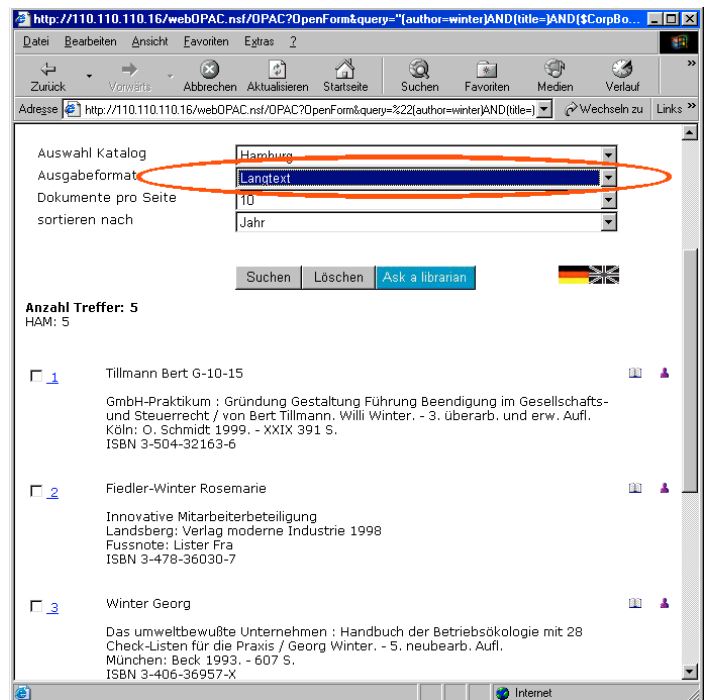 http://110.110.110.16/webOPAC.nsf/OPAC?OpenForm&query="(author=winter)AND(title=)AND($CorpBo...
Datei Bearbeiten Ansicht Favoriten Extras ?
Zurück Vorwärts Abbrechen Aktualisieren Startseite Suchen Favoriten Medien Verlauf »
Adresse http://110.110.110.16/webOPAC.nsf/OPAC?OpenForm&query=%22(author=winter)AND(title=) Wechseln zu Links »
Auswahl Katalog Hamburg
Ausgabeformat Langtext
Dokumente pro Seite 10
sortieren nach Jahr
Suchen Löschen Ask a librarian
Anzahl Treffer: 5
HAM: 5
1 Tillmann Bert G-10-15
GmbH-Praktikum : Gründung Gestaltung Führung Beendigung im Gesellschafts-
und Steuerrecht / von Bert Tillmann. Willi Winter. - 3. überarb. und erw. Aufl.
Köln: O. Schmidt 1999. - XXIX 391 S.
ISBN 3-504-32163-6
2 Fiedler-Winter Rosemarie
Innovative Mitarbeiterbeteiligung
Landsberg: Verlag moderne Industrie 1998
Fussnote: Lister Fra
ISBN 3-478-36030-7
3 Winter Georg
Das umweltbewußte Unternehmen : Handbuch der Betriebsökologie mit 28
Check-Listen für die Praxis / Georg Winter. - 5. neubearb. Aufl.
München: Beck 1993. - 607 S.
ISBN 3-406-36957-X
Internet